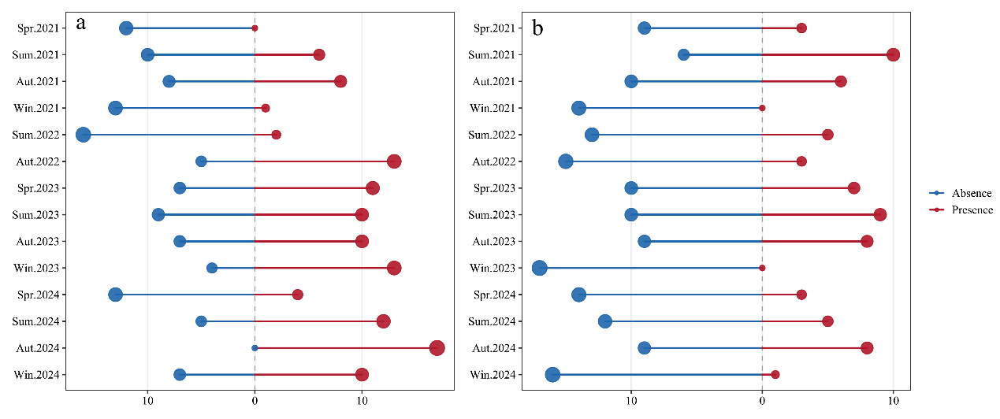 a
Spr.2021
Sum.2021
Aut.2021
Win.2021
Sum.2022
Aut.2022
Spr.2023
Sum.2023
Aut.2023
Win.2023
Spr.2024
Sum.2024
Aut.2024
Win.2024
10 0 10
b
Spr.2021
Sum.2021
Aut.2021
Win.2021
Sum.2022
Aut.2022
Spr.2023
Sum.2023
Aut.2023
Win.2023
Spr.2024
Sum.2024
Aut.2024
Win.2024
10 0 10
Absence
Presence